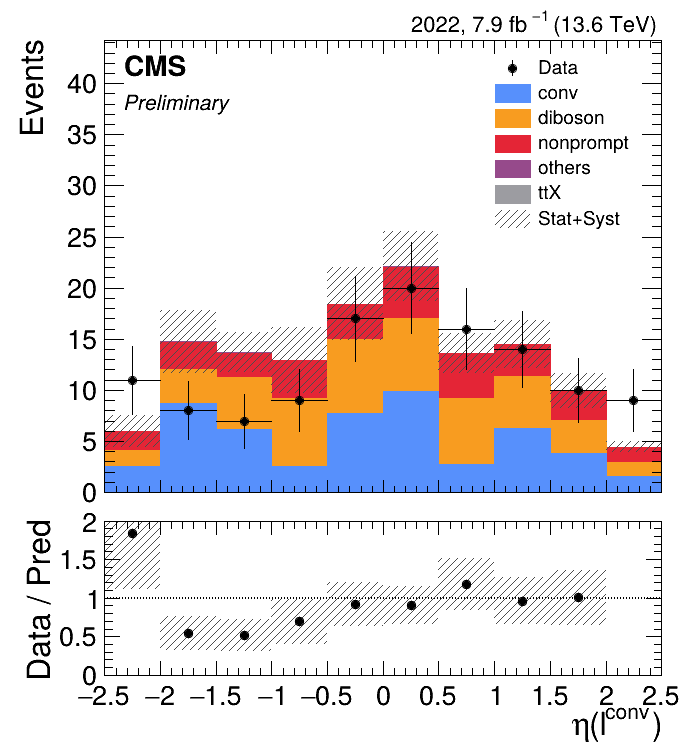 2022, 7.9 fb⁻¹ (13.6 TeV)
Events
CMS
Preliminary
Data
conv
diboson
nonprompt
others
ttX
Stat+Syst
40
35
30
25
20
15
10
5
0
Data / Pred
2
1.5
1
0.5
0
−2.5 −2 −1.5 −1 −0.5 0 0.5 1 1.5 2 2.5
η(l^conv)